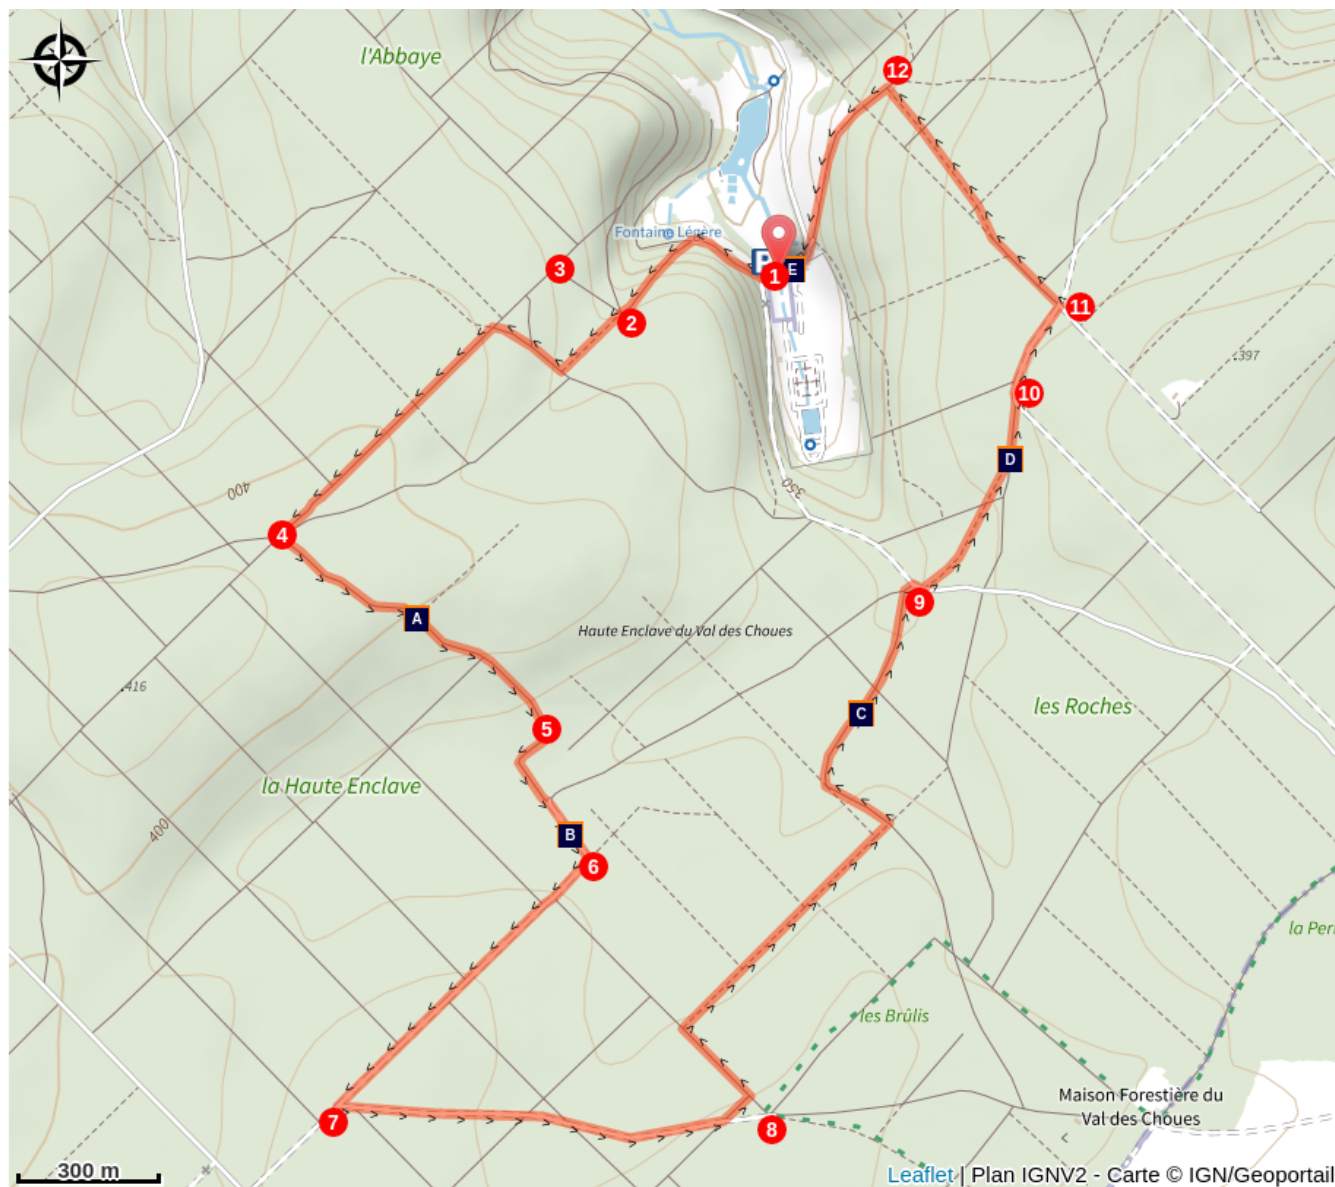 l'Abbaye
12
Fontaine Légère
P
1
E
3
2
11
397
10
400
D
350
4
9
A
Haute Enclave du Val des Choues
416
C
les Roches
5
la Haute Enclave
400
B
6
la Per
les Brûlis
Maison Forestière du
Val des Choues
7
8
300 m
Leaflet | Plan IGNV2 - Carte © IGN/Geoportail